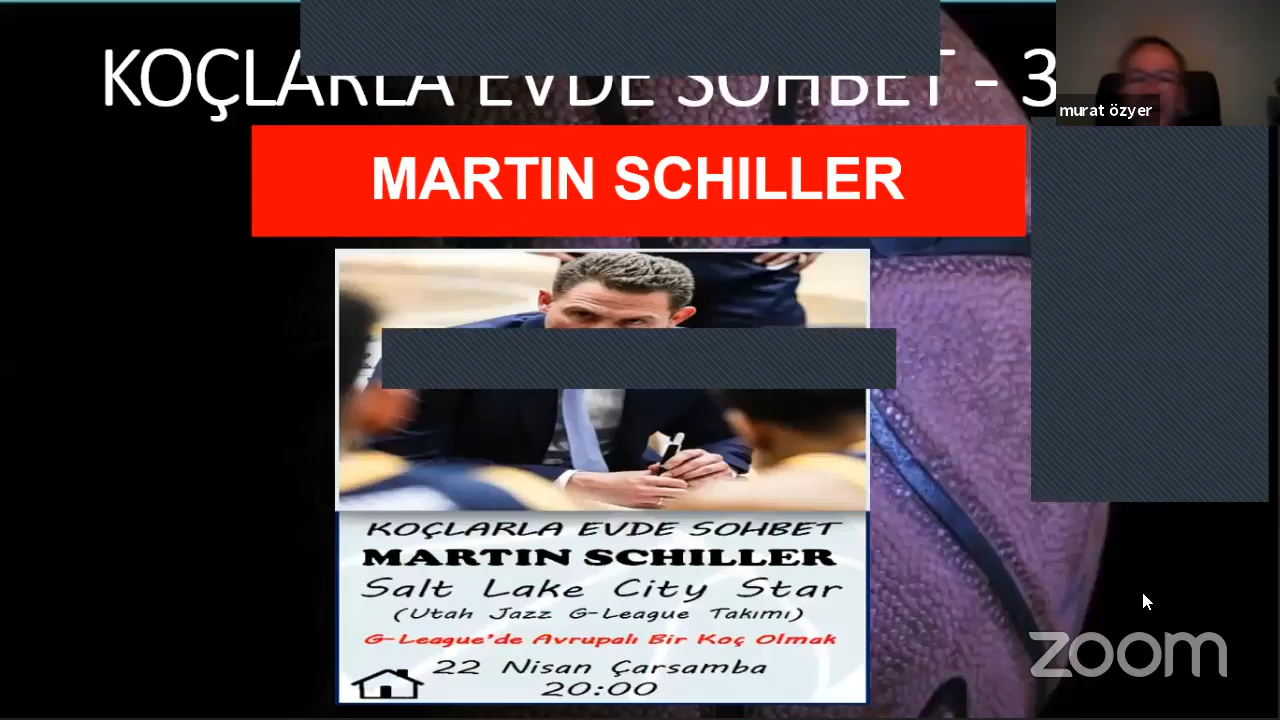 KOÇLARLA EVDE SOHBET - 3
murat özyer
MARTIN SCHILLER
KOÇLARLA EVDE SOHBET
MARTIN SCHILLER
Salt Lake City Star
(Utah Jazz G-League Takımı)
G-League'de Avrupalı Bir Koç Olmak
22 Nisan Çarsamba
20:00
zoom